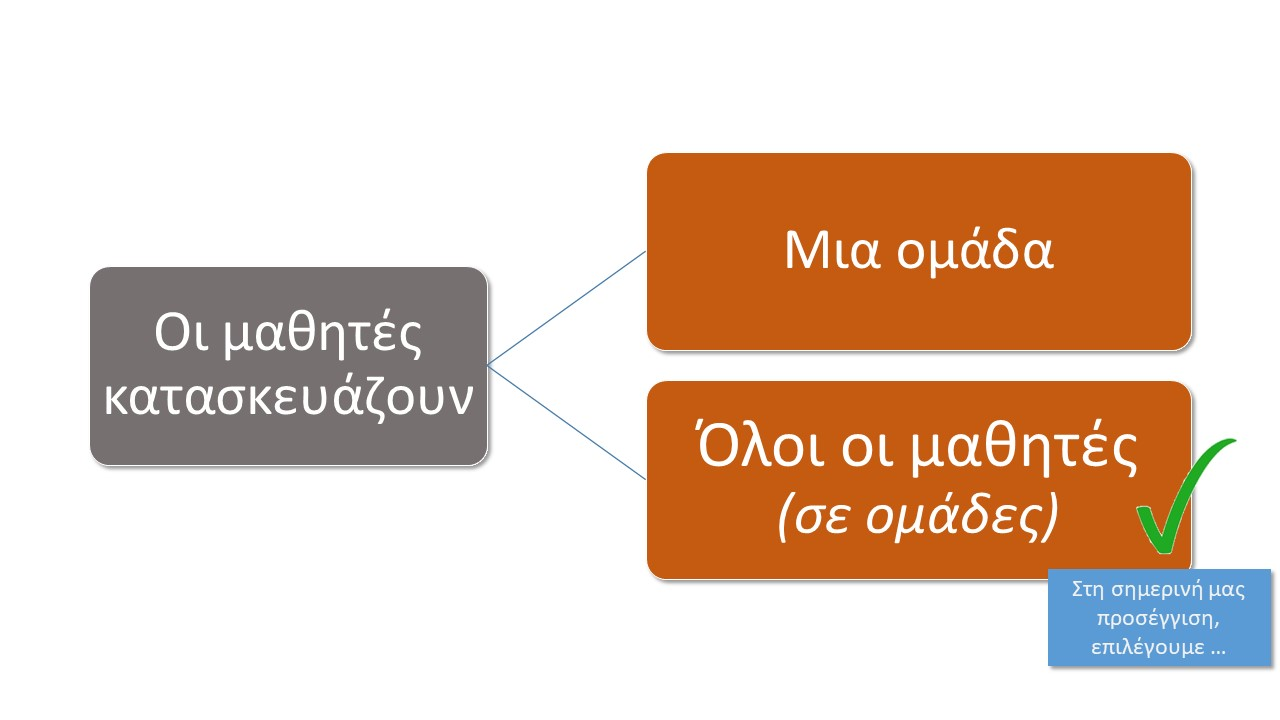 Οι μαθητές
κατασκευάζουν
Μια ομάδα
Όλοι οι μαθητές
(σε ομάδες)
Στη σημερινή μας
προσέγγιση,
επιλέγουμε ...